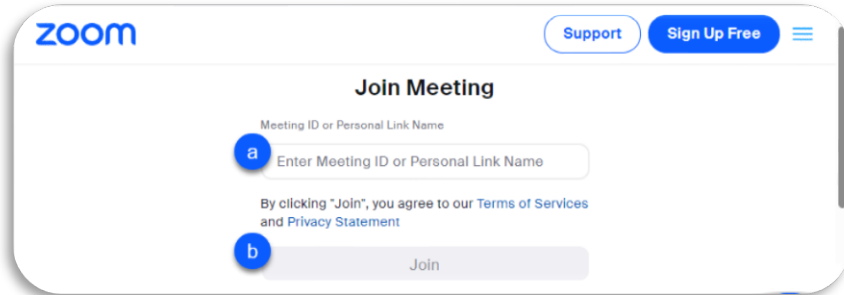 zoom
Support
Sign Up Free
Join Meeting
Meeting ID or Personal Link Name
a
Enter Meeting ID or Personal Link Name
By clicking "Join", you agree to our Terms of Services
and Privacy Statement
b
Join